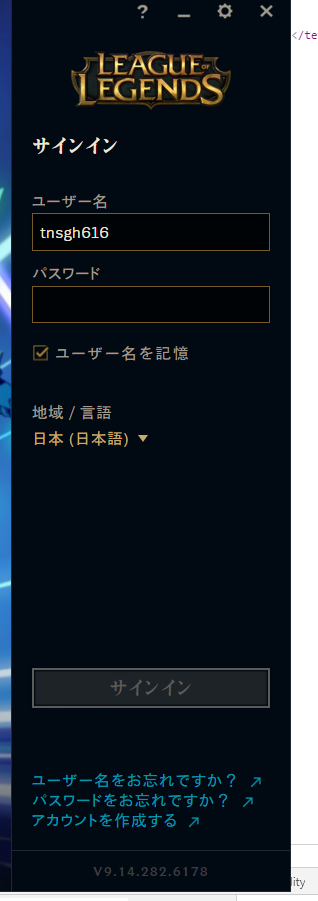 ?
</te
LEAGUE OF
LEGENDS
サインイン
ユーザー名
tnsgh616
パスワード
ユーザー名を記憶
地域 / 言語
日本 (日本語)
サインイン
ユーザー名をお忘れですか？
パスワードをお忘れですか？
アカウントを作成する
V9.14.282.6178
ility